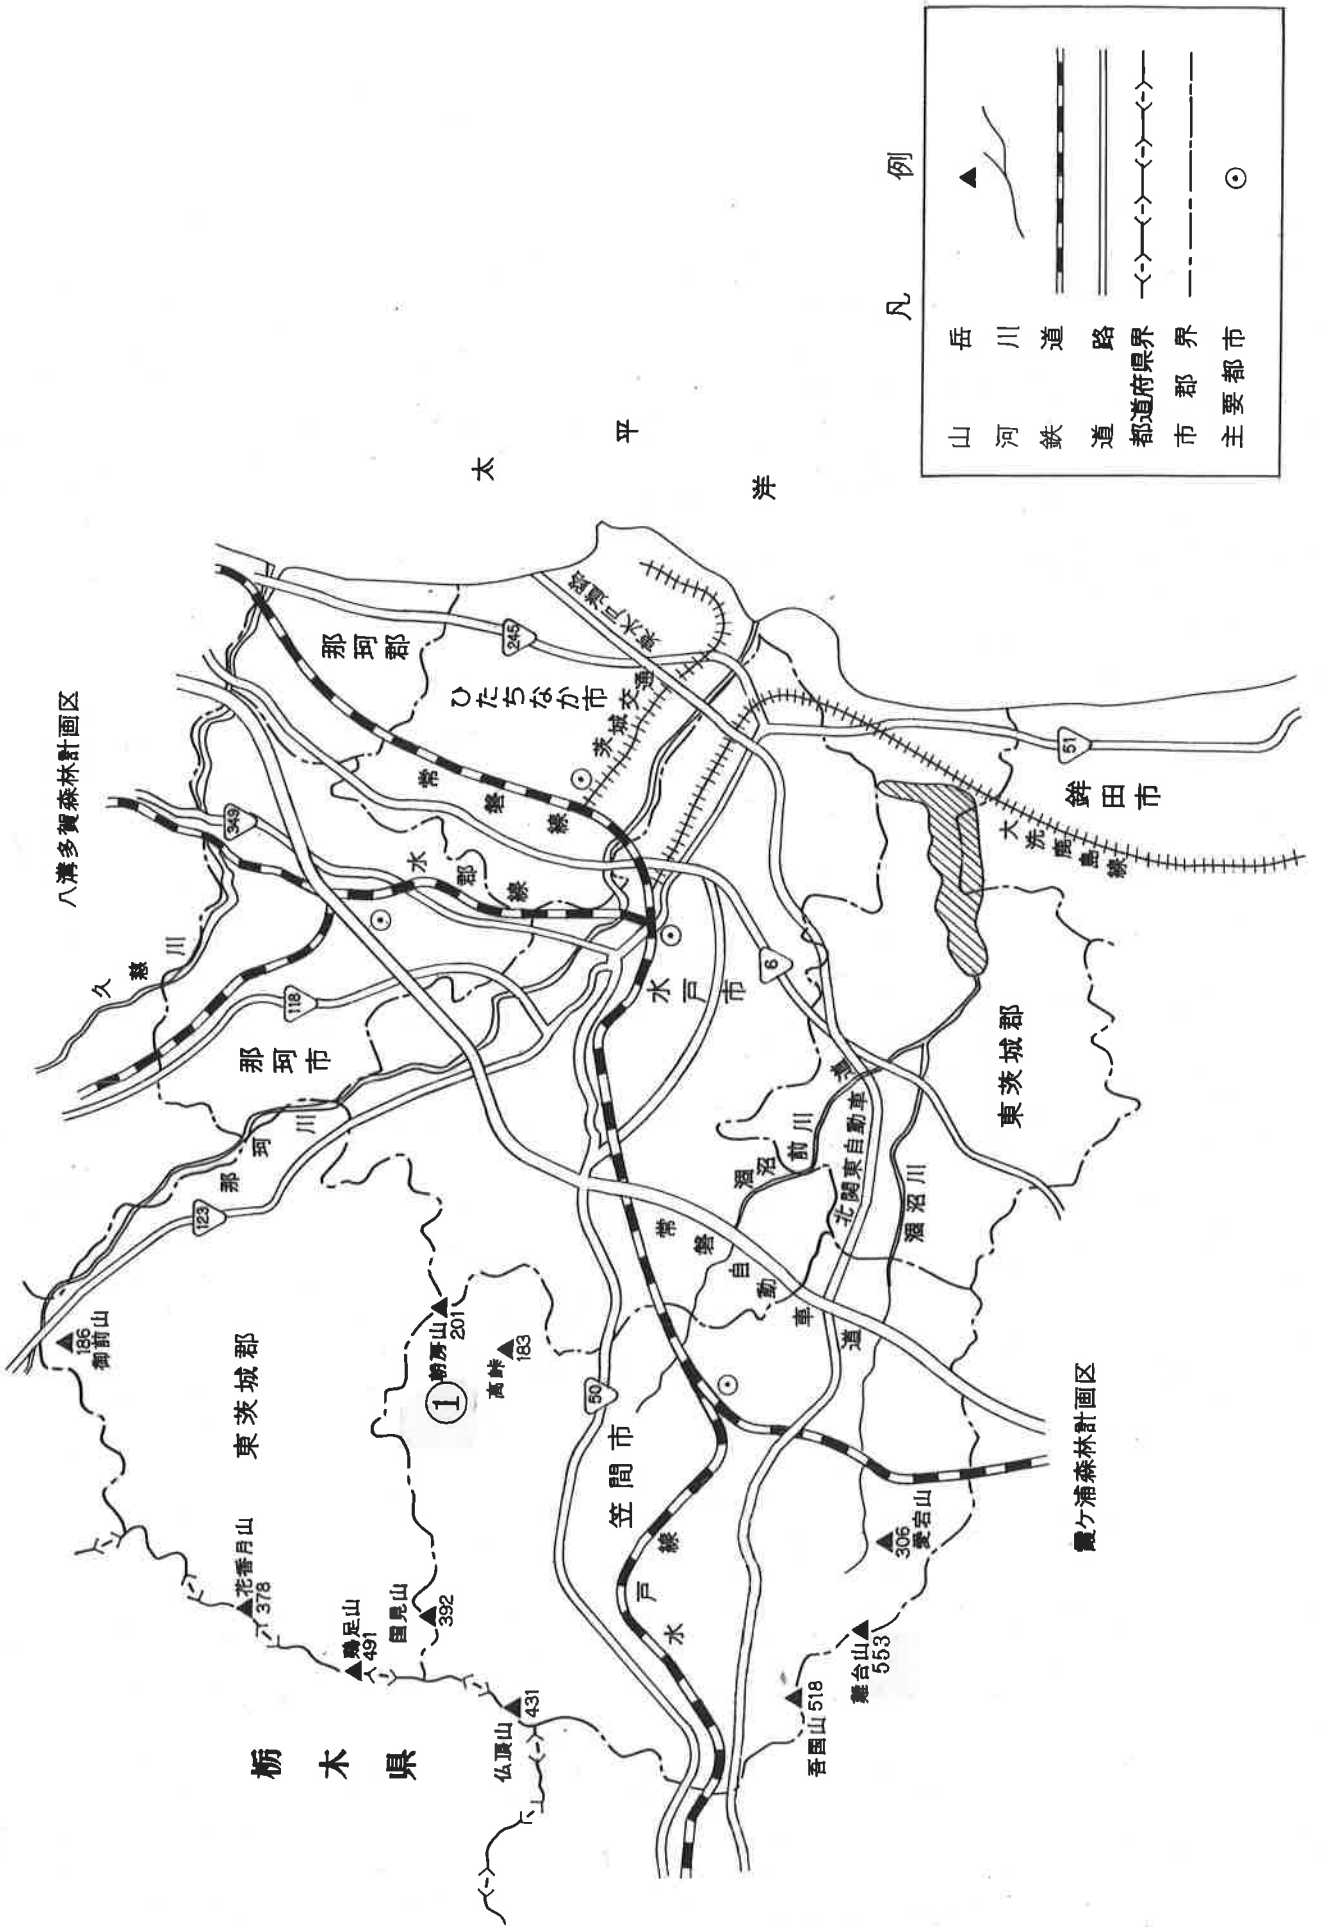 八溝多賀森林計画区
久慈川
349
118
那珂市
那珂川
123
186
御前山
東茨城郡
花香月山
378
鶏足山
491
国見山
392
栃木県
仏頂山
431
①
朝房山
201
高峠
183
那珂郡
245
ひたちなか市
東水戸道路
茨城交通
常磐線
水郡線
水戸市
6
50
笠間市
水戸線
常磐自動車道
北関東自動車道
涸沼前川
涸沼川
東茨城郡
51
鉾田市
大洗鹿島線
306
愛宕山
難台山
553
吾国山 518
霞ケ浦森林計画区
太平洋
凡例
山岳
河川
鉄道
道路
都道府県界
市郡界
主要都市